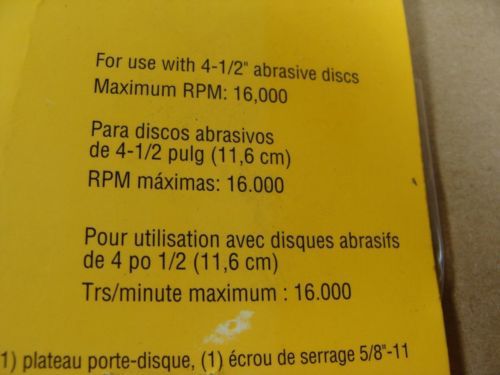 For use with 4-1/2" abrasive discs
Maximum RPM: 16,000
Para discos abrasivos
de 4-1/2 pulg (11,6 cm)
RPM máximas: 16.000
Pour utilisation avec disques abrasifs
de 4 po 1/2 (11,6 cm)
Trs/minute maximum : 16.000
1) plateau porte-disque, (1) écrou de serrage 5/8"-11